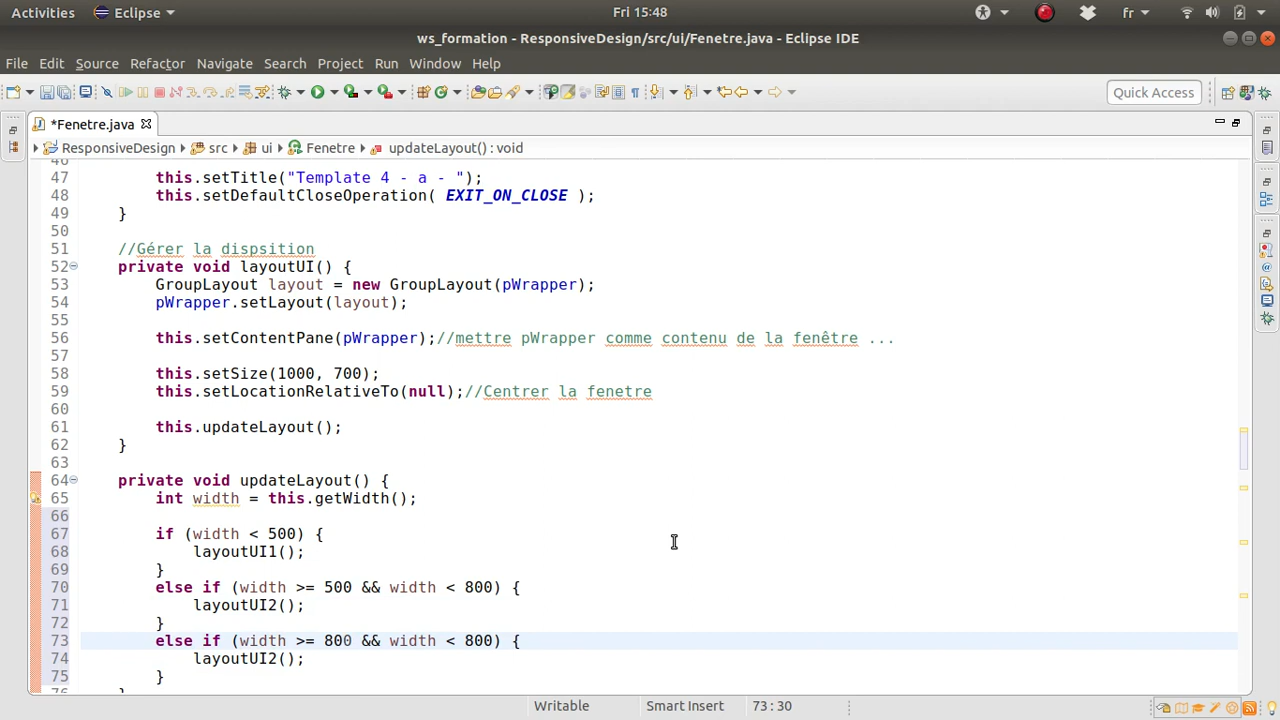 Activities Eclipse Fri 15:48 fr
ws_formation - ResponsiveDesign/src/ui/Fenetre.java - Eclipse IDE
File Edit Source Refactor Navigate Search Project Run Window Help
Quick Access
*Fenetre.java
ResponsiveDesign src ui Fenetre updateLayout() : void
46
47 this.setTitle("Template 4 - a - ");
48 this.setDefaultCloseOperation( EXIT_ON_CLOSE );
49 }
50
51 //Gérer la dispsition
52 private void layoutUI() {
53 GroupLayout layout = new GroupLayout(pWrapper);
54 pWrapper.setLayout(layout);
55
56 this.setContentPane(pWrapper);//mettre pWrapper comme contenu de la fenêtre ...
57
58 this.setSize(1000, 700);
59 this.setLocationRelativeTo(null);//Centrer la fenetre
60
61 this.updateLayout();
62 }
63
64 private void updateLayout() {
65 int width = this.getWidth();
66
67 if (width < 500) {
68 layoutUI1();
69 }
70 else if (width >= 500 && width < 800) {
71 layoutUI2();
72 }
73 else if (width >= 800 && width < 800) {
74 layoutUI2();
75 }
76 }
Writable Smart Insert 73 : 30